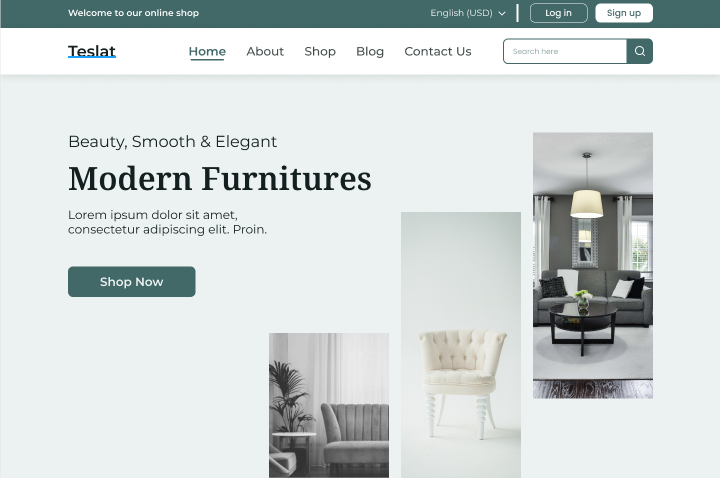 Welcome to our online shop
English (USD)
Log in
Sign up
Teslat
Home
About
Shop
Blog
Contact Us
Search here
Beauty, Smooth & Elegant
Modern Furnitures
Lorem ipsum dolor sit amet,
consectetur adipiscing elit. Proin.
Shop Now